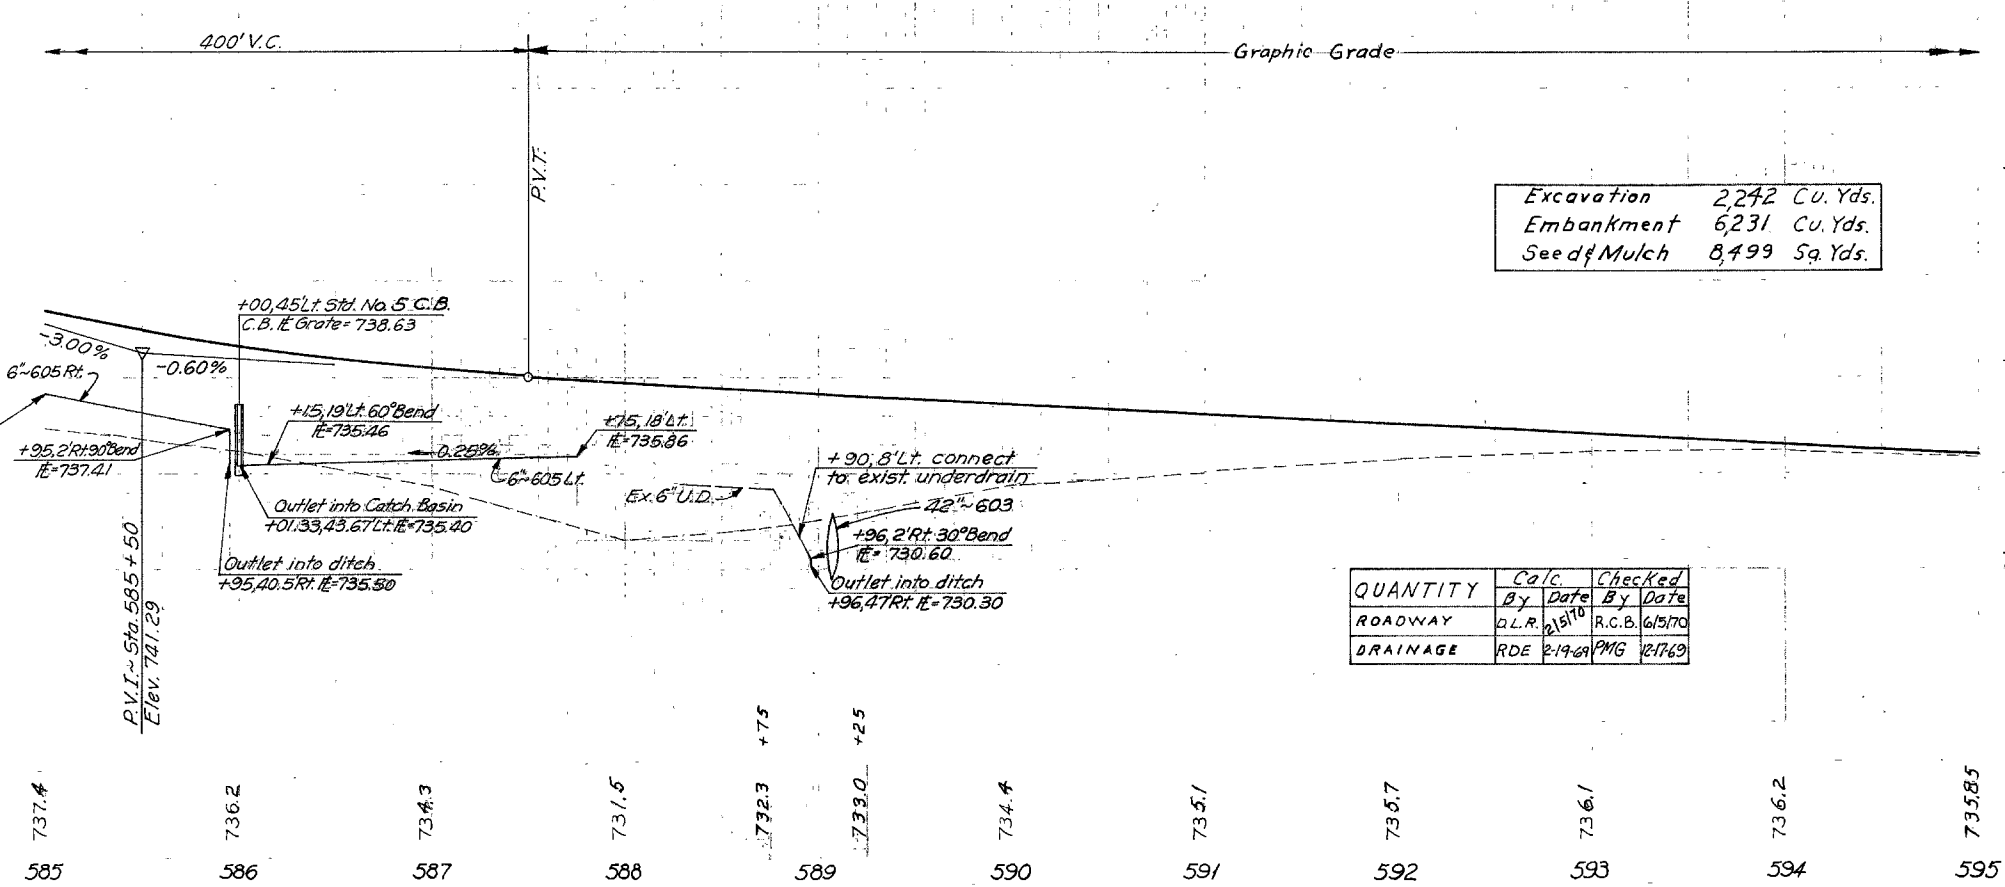 400' V.C.
Graphic Grade
P.V.T.
Excavation 2,242 Cu. Yds.
Embankment 6,231 Cu. Yds.
Seed & Mulch 8,499 Sq. Yds.
+00, 45' Lt. Std. No. 5 C.B.
C.B. ℄ Grate = 738.63
-3.00%
-0.60%
6"~605 Rt.
+15, 19' Lt. 60° Bend
℄=735.46
+75, 18' Lt.
℄=735.86
+95, 2' Rt. 90° Bend
℄=737.41
0.25%
6"~605 Lt.
+90, 8' Lt. connect
to exist. underdrain
Ex. 6" U.D.
42"~603
Outlet into Catch Basin
+01.33, 43.67' Lt. ℄=735.40
+96, 2' Rt. 30° Bend
℄= 730.60
Outlet into ditch
+95, 40.5 Rt. ℄=735.30
Outlet into ditch
+96, 47' Rt. ℄=730.30
P.V.I.~ Sta. 585+50
Elev. 741.29
QUANTITY Calc. Checked
By Date By Date
ROADWAY D.L.R. 2/5/70 R.C.B. 6/5/70
DRAINAGE RDE 2-19-69 PMG 12-17-69
+75 +25
737.4 736.2 734.3 731.5 732.3 733.0 734.4 735.1 735.7 736.1 736.2 735.85
585 586 587 588 589 590 591 592 593 594 595